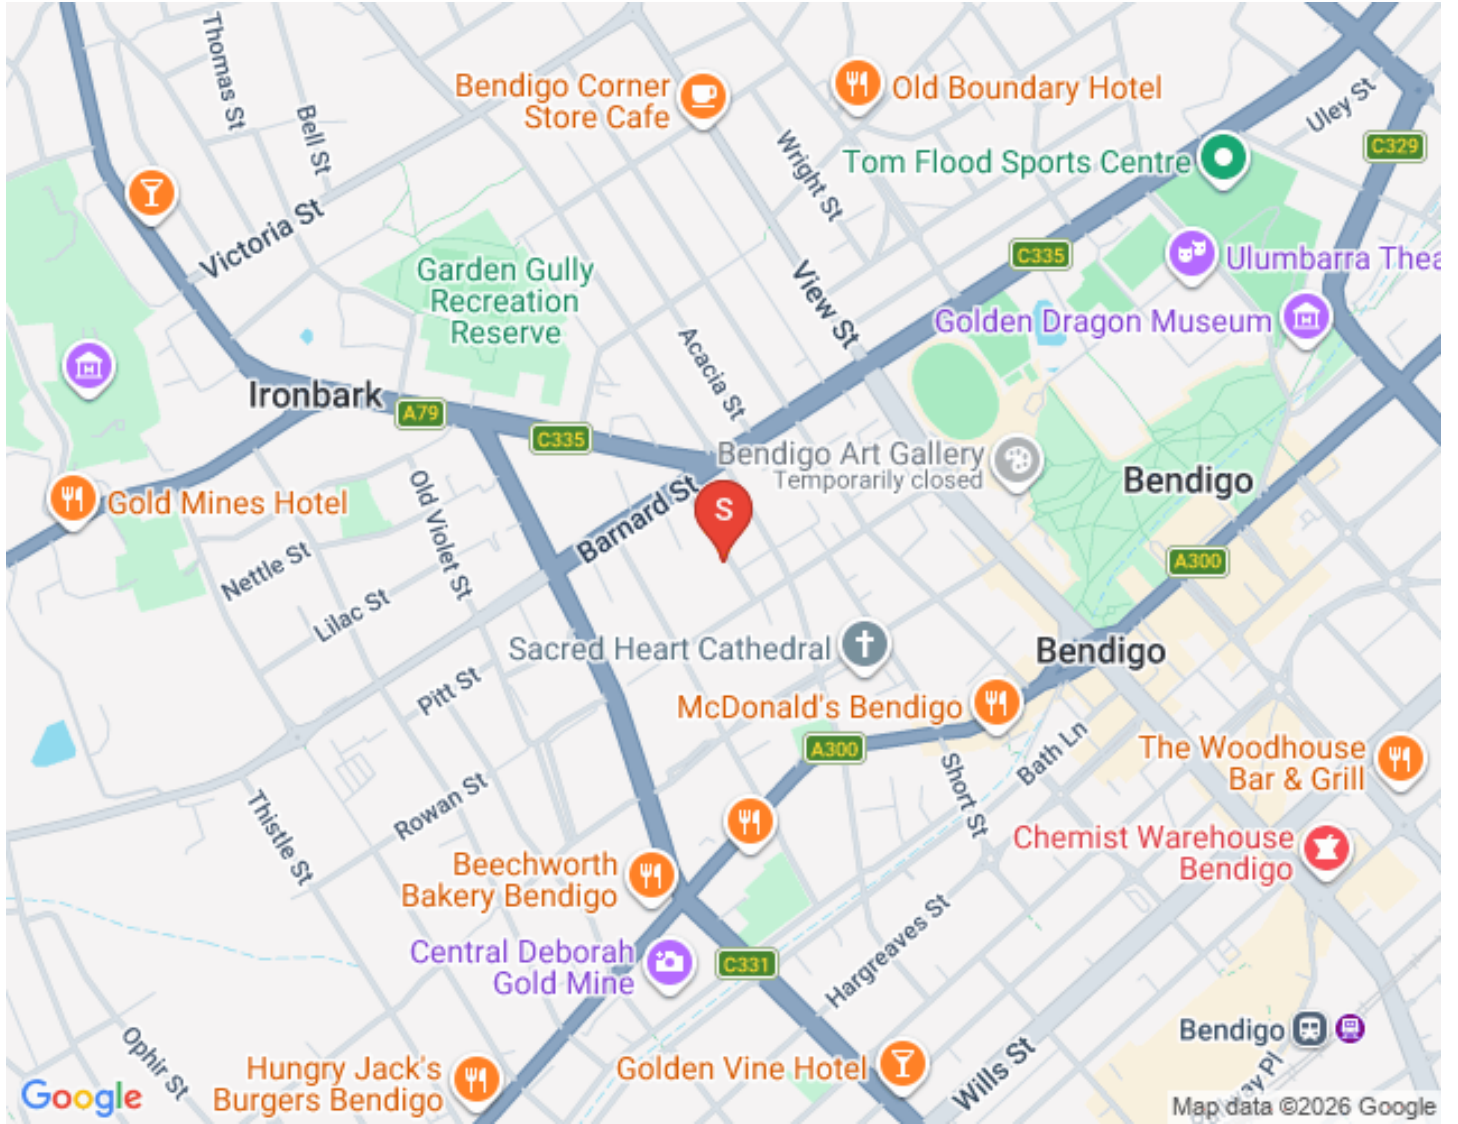 Thomas St
Bell St
Bendigo Corner
Store Cafe
Old Boundary Hotel
Uley St
C329
Wright St
Tom Flood Sports Centre
Victoria St
C335
Ulumbarra Thea
View St
Garden Gully
Recreation
Reserve
Golden Dragon Museum
Acacia St
Ironbark
A79
C335
Bendigo Art Gallery
Temporarily closed
Bendigo
Gold Mines Hotel
Old Violet St
Barnard St
S
Nettle St
A300
Lilac St
Sacred Heart Cathedral
Bendigo
Pitt St
McDonald's Bendigo
A300
Bath Ln
The Woodhouse
Bar & Grill
Short St
Rowan St
Thistle St
Chemist Warehouse
Bendigo
Beechworth
Bakery Bendigo
Central Deborah
Gold Mine
C331
Hargreaves St
Bendigo
Ophir St
Hungry Jack's
Burgers Bendigo
Golden Vine Hotel
Wills St
Google
Map data ©2026 Google